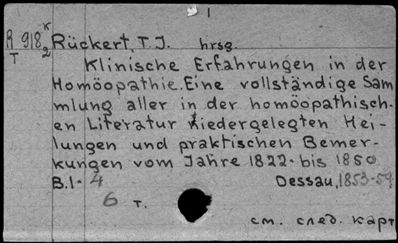 1
R 918 к/2
T
Rückert, T. J. hrsg.
Klinische Erfahrungen in der
Homöopathie. Eine vollständige Sam
mlung aller in der homöopathisch-
en Literatur niedergelegten Hei-
lungen und praktischen Bemer-
kungen vom Jahre 1822. bis 1850
B.1-4 Dessau, 1853-59
6 т.
см. след. карт